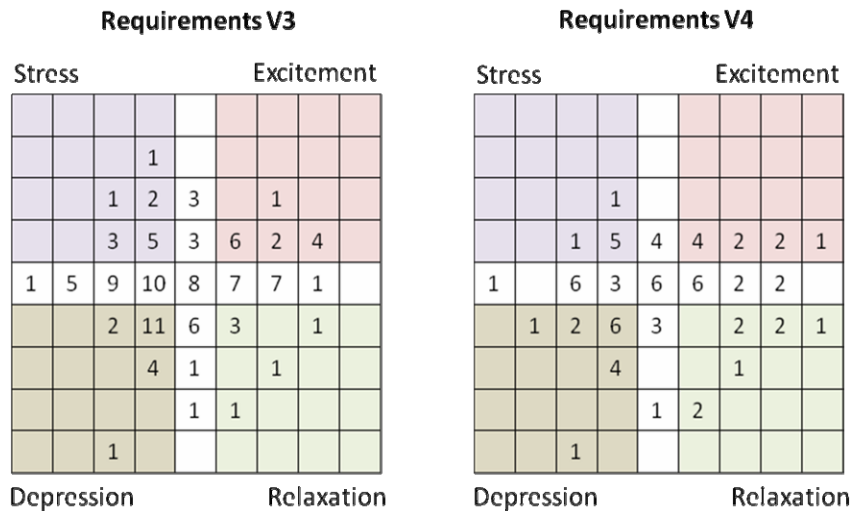 Requirements V3 Requirements V4
Stress Excitement Stress Excitement
1
1 2 3 1 1
3 5 3 6 2 4 1 5 4 4 2 2 1
1 5 9 10 8 7 7 1 1 6 3 6 6 2 2
2 11 6 3 1 1 2 6 3 2 2 1
4 1 1 4 1
1 1 1 2
1 1
Depression Relaxation Depression Relaxation